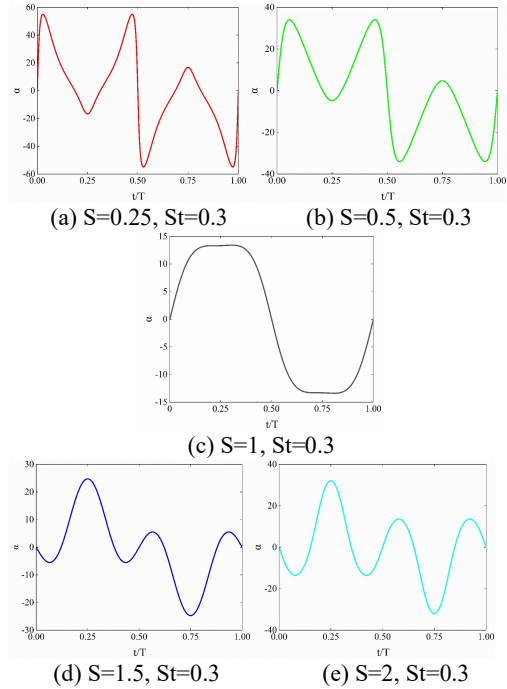 60
40
20
0
-20
-40
-60
α
0.00 0.25 0.50 0.75 1.00
t/T
(a) S=0.25, St=0.3
40
20
0
-20
-40
α
0.00 0.25 0.50 0.75 1.00
t/T
(b) S=0.5, St=0.3
15
10
5
0
-5
-10
-15
α
0 0.25 0.50 0.75 1.00
t/T
(c) S=1, St=0.3
30
20
10
0
-10
-20
-30
α
0.00 0.25 0.50 0.75 1.00
t/T
(d) S=1.5, St=0.3
40
20
0
-20
-40
α
0.00 0.25 0.50 0.75 1.00
t/T
(e) S=2, St=0.3